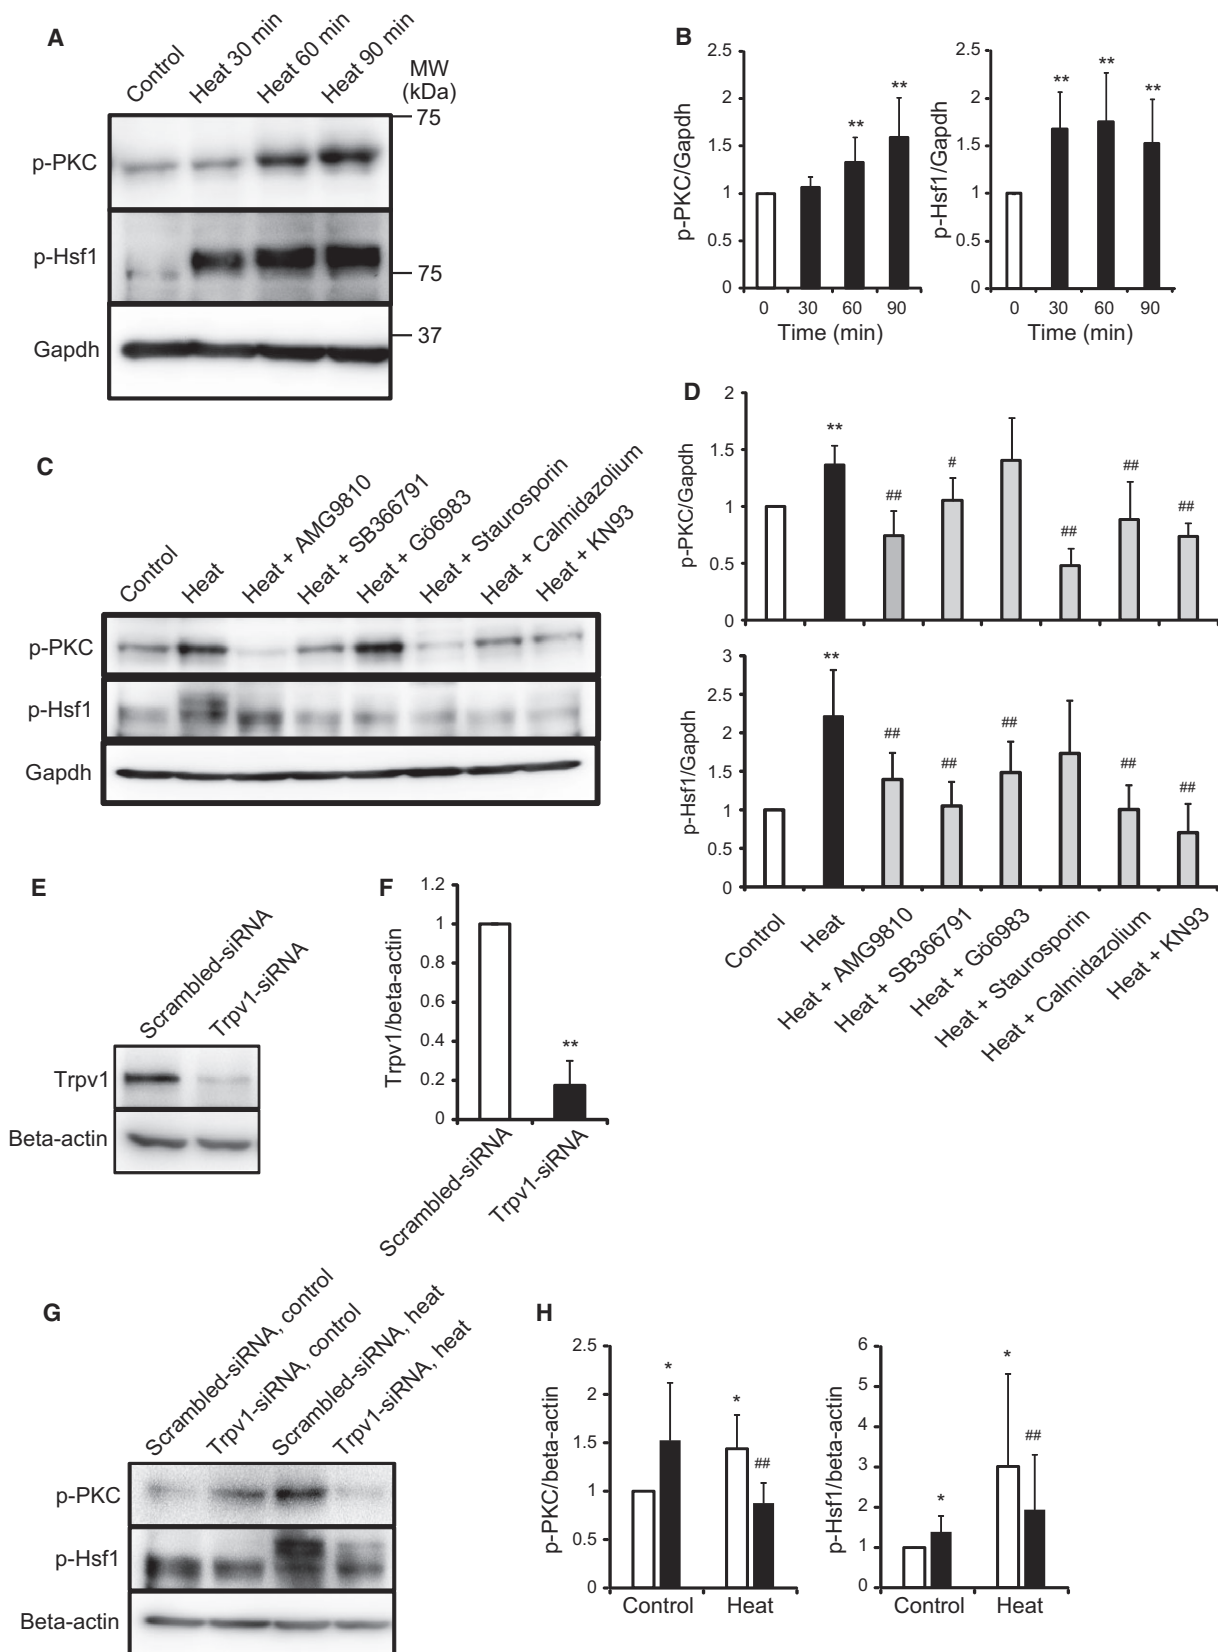 A
Control
Heat 30 min
Heat 60 min
Heat 90 min
MW
(kDa)
75
p-PKC
p-Hsf1
75
Gapdh
37
B
p-PKC/Gapdh
2.5
2
1.5
1
0.5
0
**
**
0 30 60 90
Time (min)
p-Hsf1/Gapdh
2.5
2
1.5
1
0.5
0
**
**
**
0 30 60 90
Time (min)
C
Control
Heat
Heat + AMG9810
Heat + SB366791
Heat + Gö6983
Heat + Staurosporin
Heat + Calmidazolium
Heat + KN93
p-PKC
p-Hsf1
Gapdh
D
p-PKC/Gapdh
2
1.5
1
0.5
0
**
##
#
##
##
##
p-Hsf1/Gapdh
3
2.5
2
1.5
1
0.5
0
**
##
##
##
##
##
Control
Heat
Heat + AMG9810
Heat + SB366791
Heat + Gö6983
Heat + Staurosporin
Heat + Calmidazolium
Heat + KN93
E
Scrambled-siRNA
Trpv1-siRNA
Trpv1
Beta-actin
F
Trpv1/beta-actin
1.2
1
0.8
0.6
0.4
0.2
0
**
Scrambled-siRNA
Trpv1-siRNA
G
Scrambled-siRNA, control
Trpv1-siRNA, control
Scrambled-siRNA, heat
Trpv1-siRNA, heat
p-PKC
p-Hsf1
Beta-actin
H
p-PKC/beta-actin
2.5
2
1.5
1
0.5
0
*
*
##
Control Heat
p-Hsf1/beta-actin
6
5
4
3
2
1
0
*
*
##
Control Heat